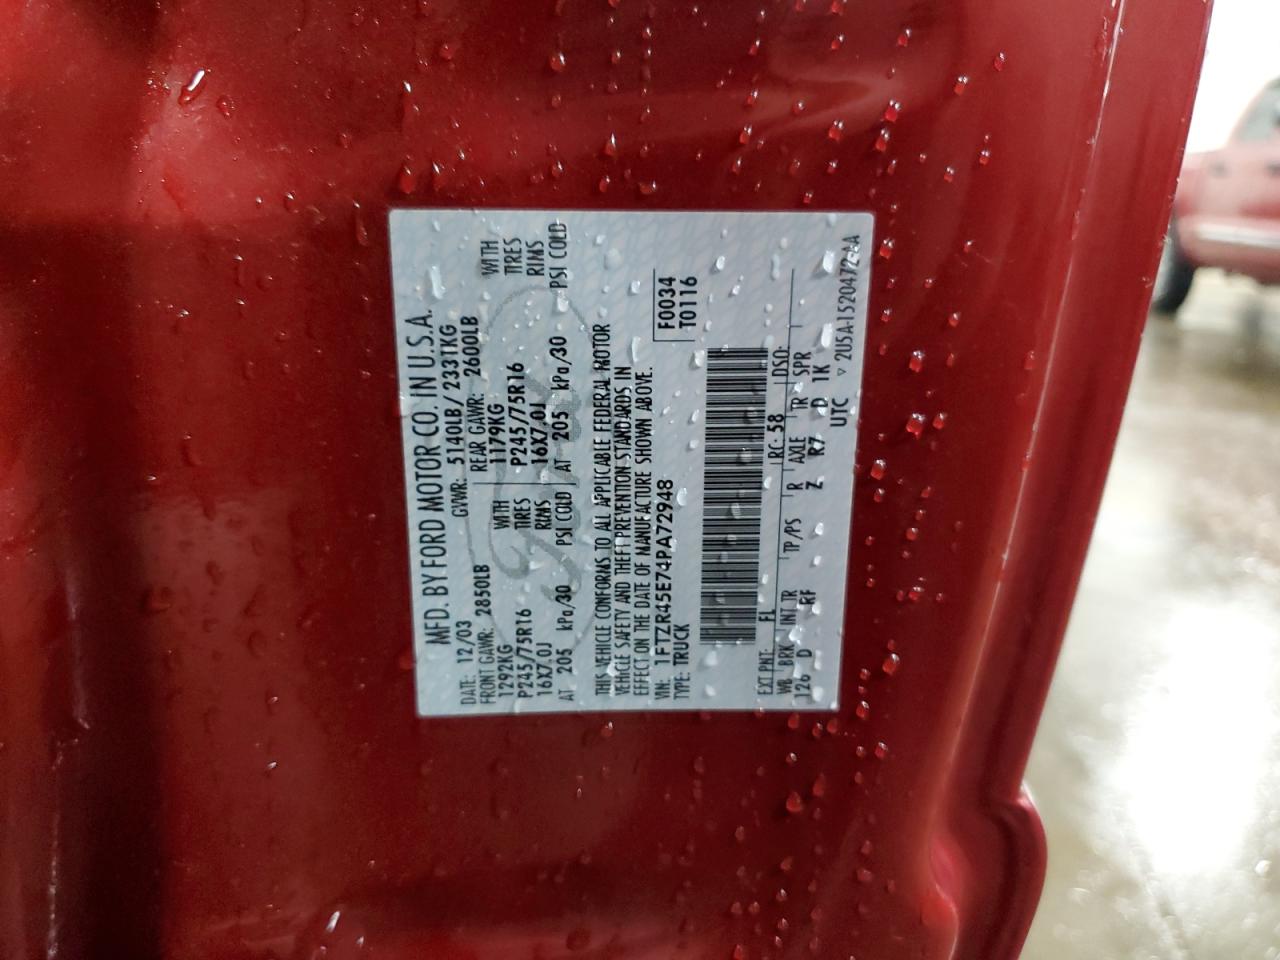 MFD. BY FORD MOTOR CO. IN U.S.A.
DATE: 12/03 GVWR: 5140LB/2331KG
FRONT GAWR: 2850LB REAR GAWR: 2600LB
1292KG WITH 1179KG WITH
P245/75R16 TIRES P245/75R16 TIRES
16X7.0J RIMS 16X7.0J RIMS
AT 205 kPa/30 PSI COLD AT 205 kPa/30 PSI COLD
THIS VEHICLE CONFORMS TO ALL APPLICABLE FEDERAL MOTOR
VEHICLE SAFETY AND THEFT PREVENTION STANDARDS IN
EFFECT ON THE DATE OF MANUFACTURE SHOWN ABOVE.
VIN: 1FTZR45E74PA72948 F0034
TYPE: TRUCK T0116
EXT PNT: FL RC: 58 DSO:
WB BRK INT TR TP/PS R AXLE TR SPR
126 D RF Z R7 D 1K
UTC ▿ 2U5A-1520472-AA